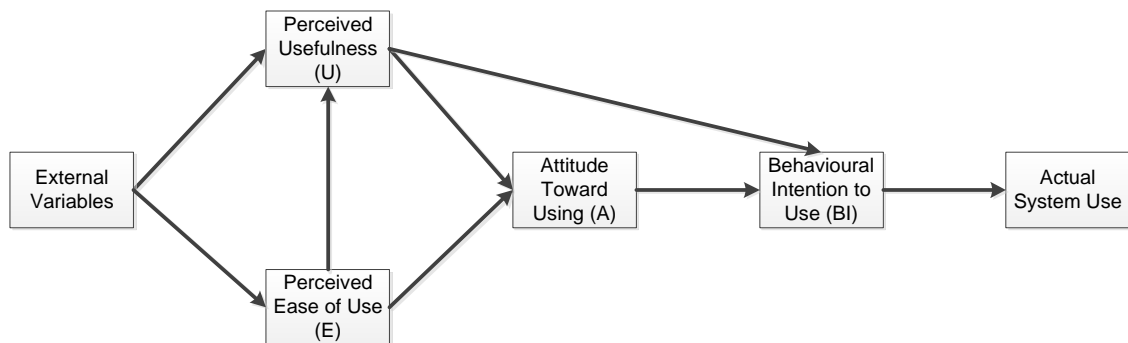 Perceived
Usefulness
(U)
External
Variables
Perceived
Ease of Use
(E)
Attitude
Toward
Using (A)
Behavioural
Intention to
Use (BI)
Actual
System Use